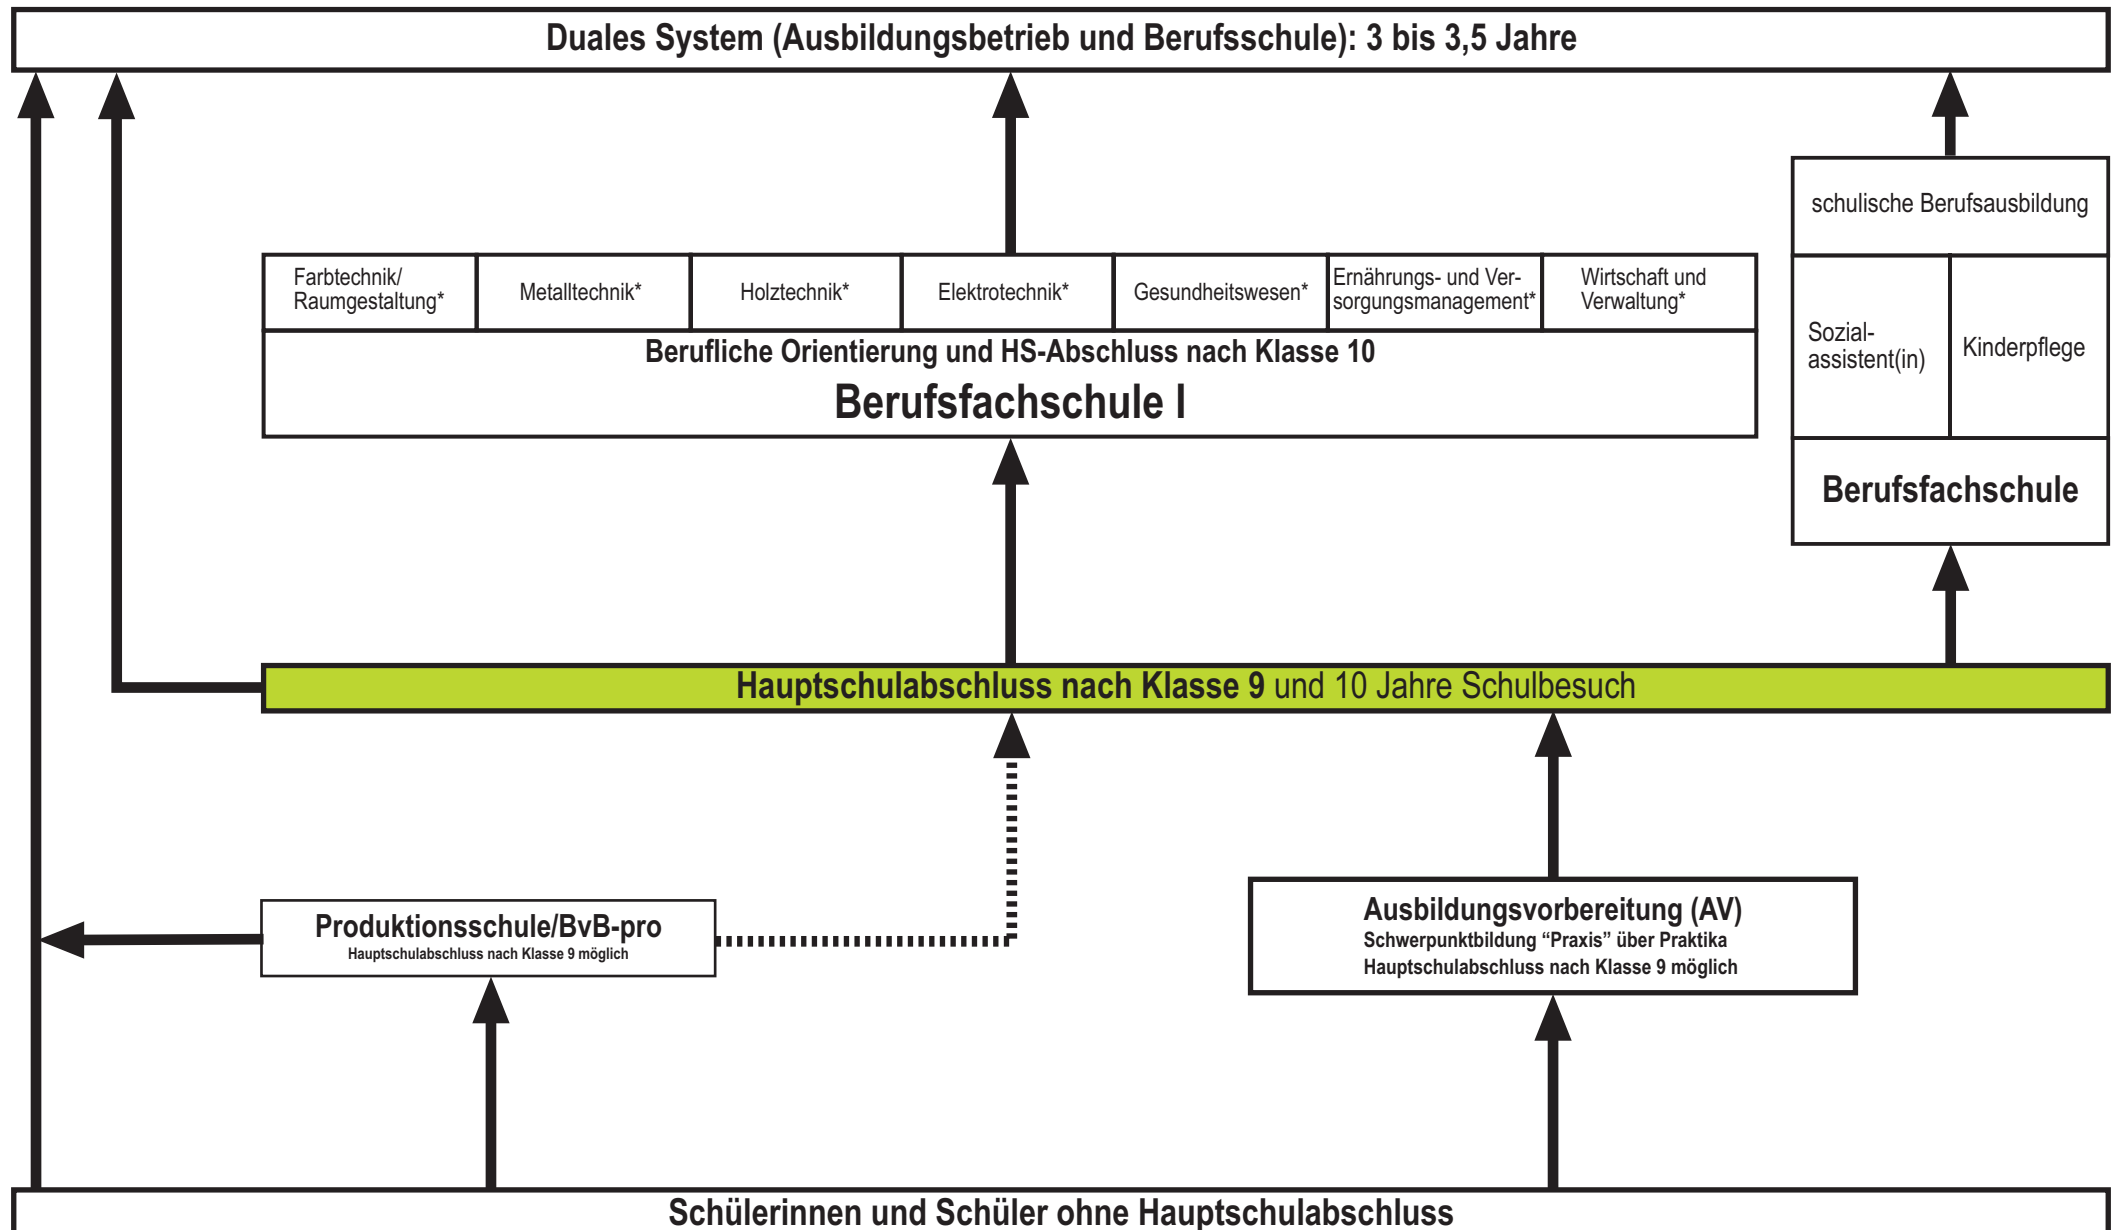 Duales System (Ausbildungsbetrieb und Berufsschule): 3 bis 3,5 Jahre
schulische Berufsausbildung
Farbtechnik/
Raumgestaltung*
Metalltechnik*
Holztechnik*
Elektrotechnik*
Gesundheitswesen*
Ernährungs- und Ver-
sorgungsmanagement*
Wirtschaft und
Verwaltung*
Sozial-
assistent(in)
Kinderpflege
Berufliche Orientierung und HS-Abschluss nach Klasse 10
Berufsfachschule I
Berufsfachschule
Hauptschulabschluss nach Klasse 9 und 10 Jahre Schulbesuch
Produktionsschule/BvB-pro
Hauptschulabschluss nach Klasse 9 möglich
Ausbildungsvorbereitung (AV)
Schwerpunktbildung “Praxis” über Praktika
Hauptschulabschluss nach Klasse 9 möglich
Schülerinnen und Schüler ohne Hauptschulabschluss